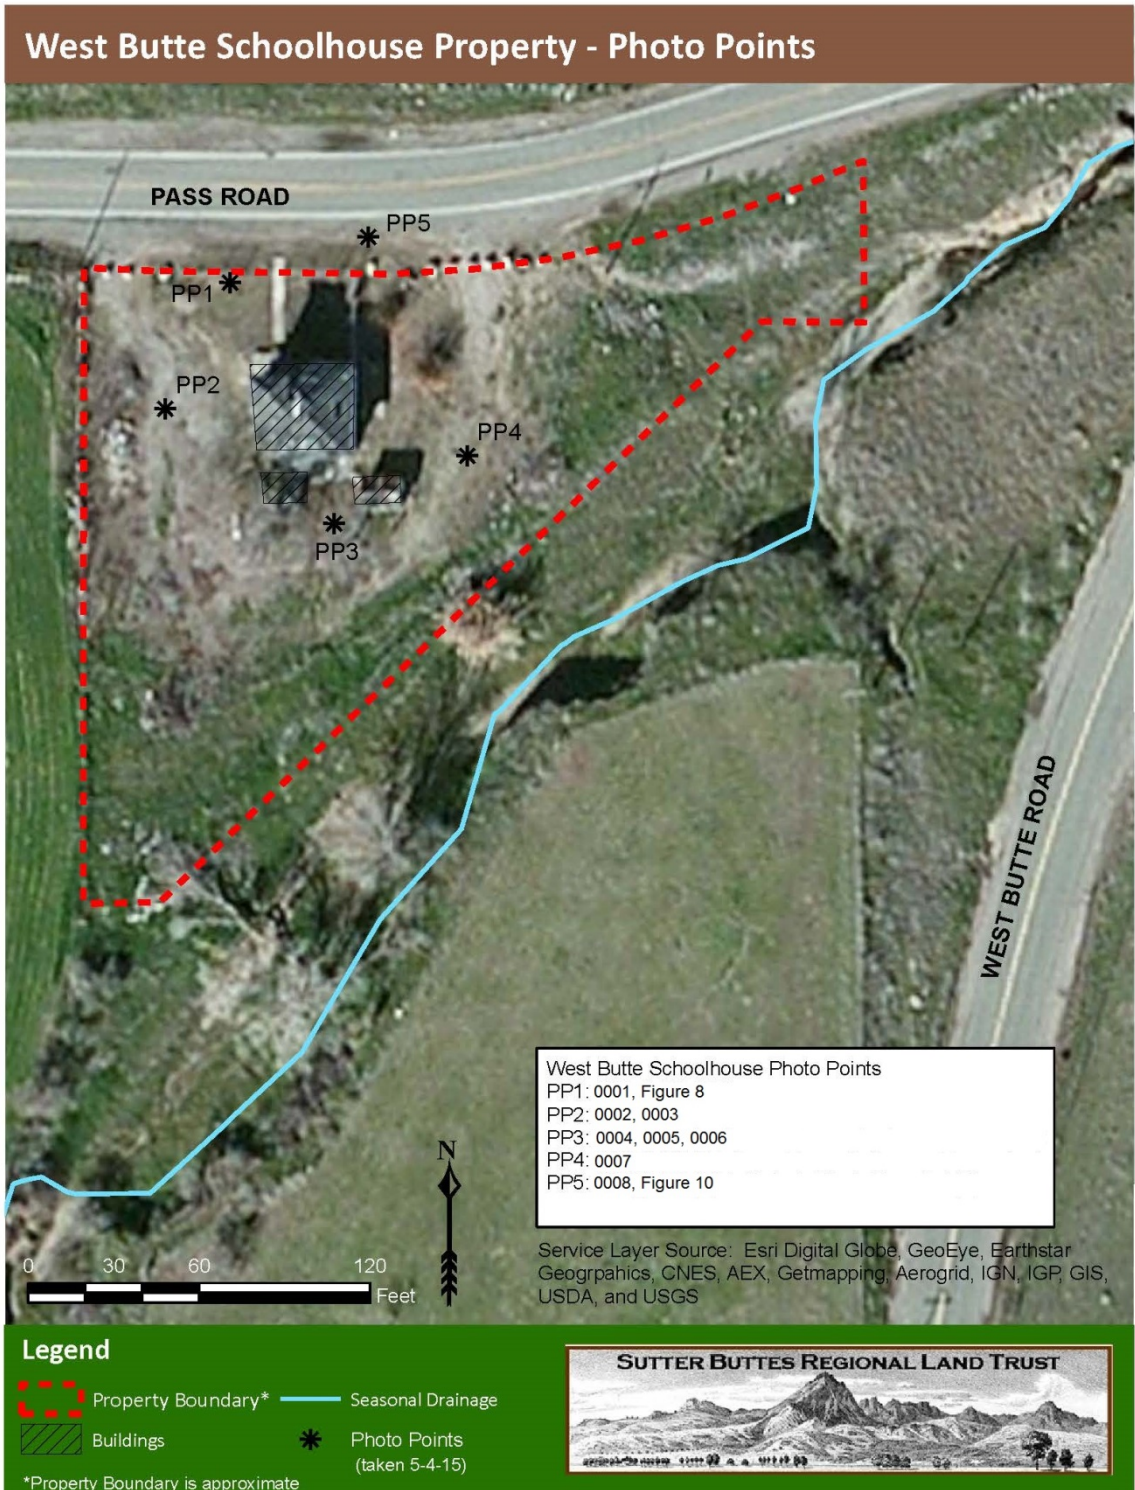 West Butte Schoolhouse Property - Photo Points
PASS ROAD
PP5
PP1
PP2
PP4
PP3
WEST BUTTE ROAD
West Butte Schoolhouse Photo Points
PP1: 0001, Figure 8
PP2: 0002, 0003
PP3: 0004, 0005, 0006
PP4: 0007
PP5: 0008, Figure 10
N
0 30 60 120
Feet
Service Layer Source: Esri Digital Globe, GeoEye, Earthstar
Geogrpahics, CNES, AEX, Getmapping, Aerogrid, IGN, IGP, GIS,
USDA, and USGS
Legend
Property Boundary*
Seasonal Drainage
Buildings
Photo Points
(taken 5-4-15)
*Property Boundary is approximate
SUTTER BUTTES REGIONAL LAND TRUST